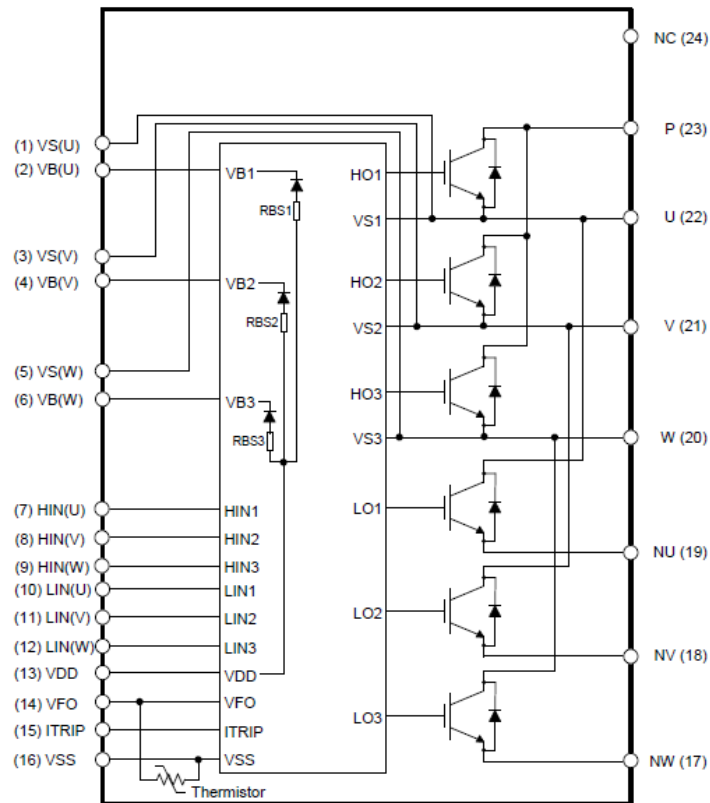 NC (24)
(1) VS(U)
P (23)
(2) VB(U)
VB1
HO1
RBS1
VS1
U (22)
(3) VS(V)
(4) VB(V)
VB2
HO2
RBS2
VS2
V (21)
(5) VS(W)
(6) VB(W)
VB3
HO3
RBS3
VS3
W (20)
(7) HIN(U)
HIN1
LO1
(8) HIN(V)
HIN2
NU (19)
(9) HIN(W)
HIN3
(10) LIN(U)
LIN1
(11) LIN(V)
LIN2
LO2
(12) LIN(W)
LIN3
NV (18)
(13) VDD
VDD
(14) VFO
VFO
LO3
(15) ITRIP
ITRIP
(16) VSS
VSS
NW (17)
Thermistor